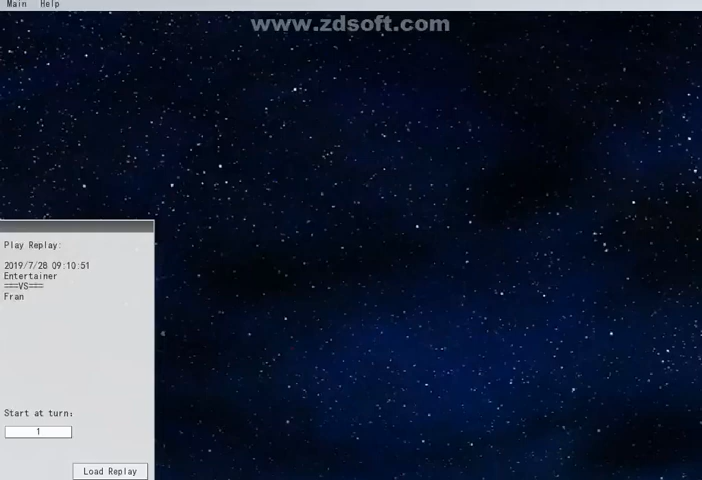 Main Help
www.zdsoft.com
Play Replay:
2019/7/28 09:10:51
Entertainer
===VS===
Fran
Start at turn:
1
Load Replay